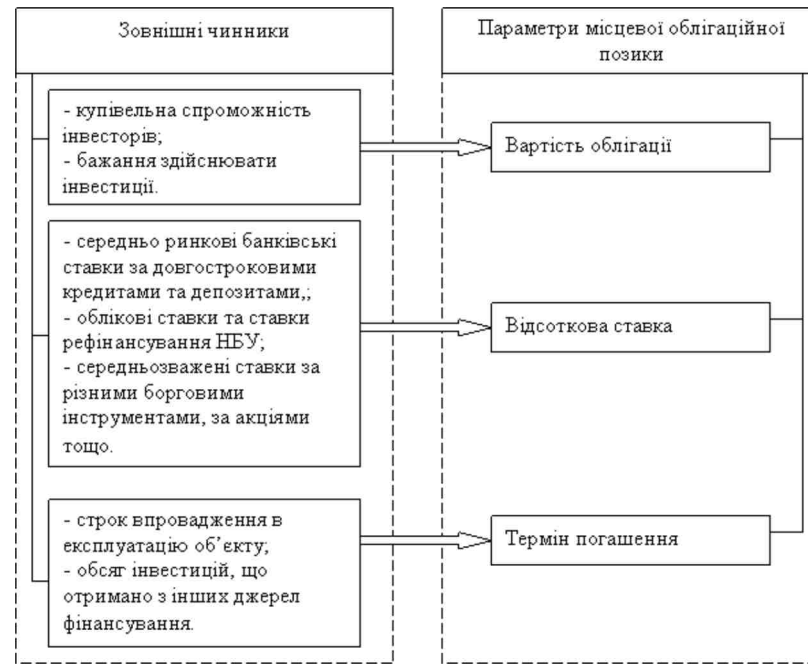 Зовнішні чинники
- купівельна спроможність
інвесторів;
- бажання здійснювати
інвестиції.
- середньо ринкові банківські
ставки за довгостроковими
кредитами та депозитами,;
- облікові ставки та ставки
рефінансування НБУ;
- середньозважені ставки за
різними борговими
інструментами, за акціями
тощо.
- строк впровадження в
експлуатацію об’єкту;
- обсяг інвестицій, що
отримано з інших джерел
фінансування.
Параметри місцевої облігаційної
позики
Вартість облігації
Відсоткова ставка
Термін погашення